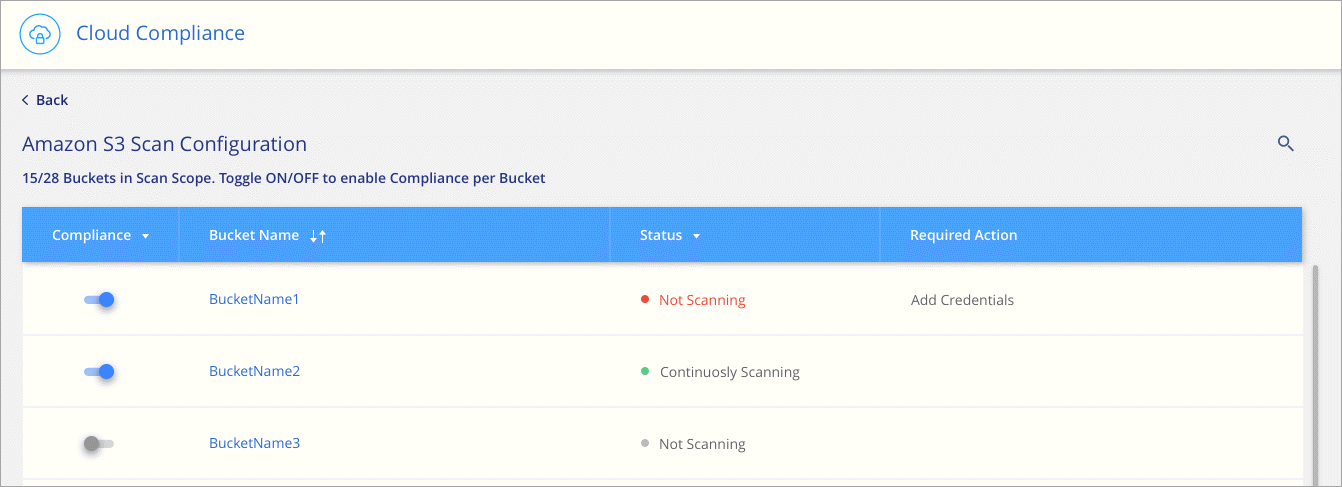 Cloud Compliance
Back
Amazon S3 Scan Configuration
15/28 Buckets in Scan Scope. Toggle ON/OFF to enable Compliance per Bucket
Compliance Bucket Name Status Required Action
BucketName1 Not Scanning Add Credentials
BucketName2 Continuosly Scanning
BucketName3 Not Scanning